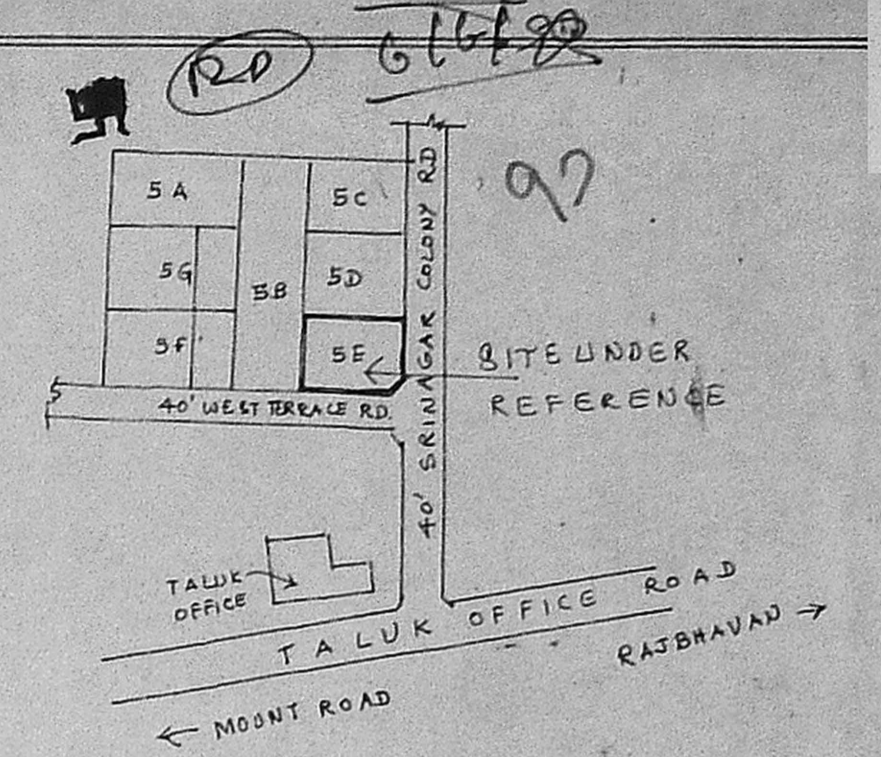 RD
5A
5C
5G
5B
5D
5F
5E
SITE UNDER
REFERENCE
40' WEST TERRACE RD.
40' SRINAGAR COLONY RD
TALUK
OFFICE
TALUK OFFICE ROAD
RAJBHAVAN →
← MOUNT ROAD